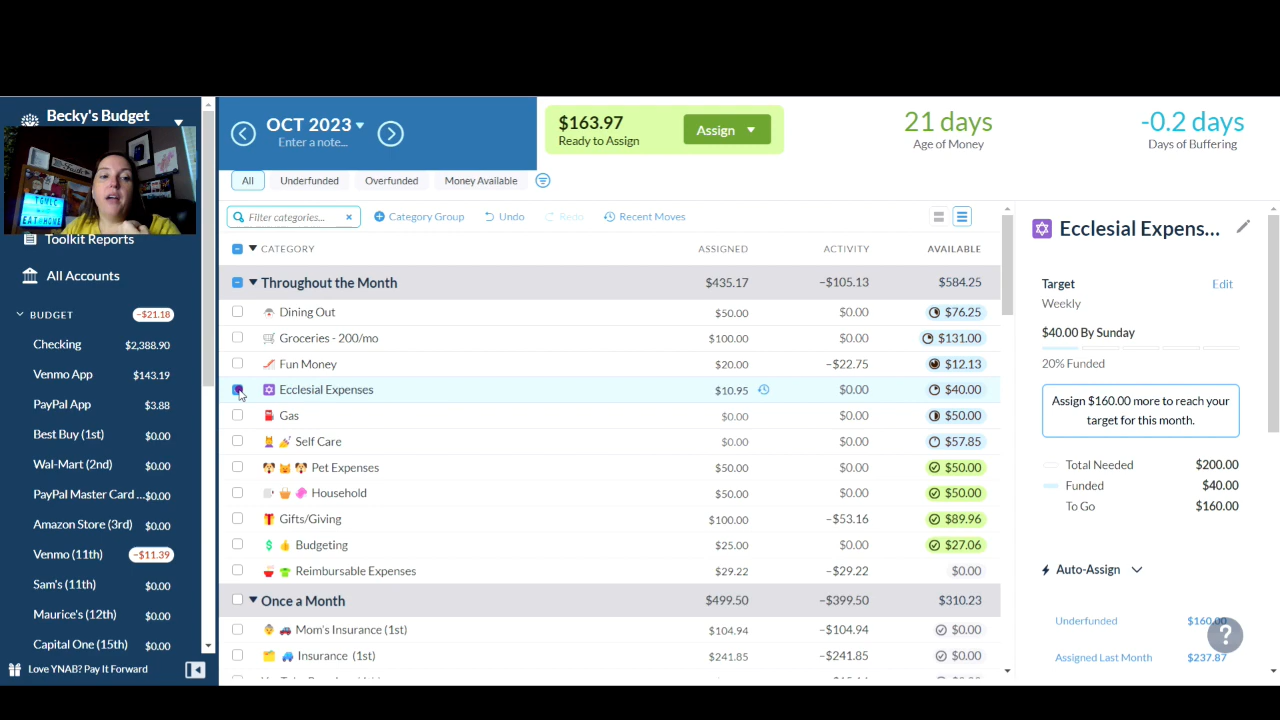 Becky's Budget
TGMLC
is
EAT@HOME
Toolkit Reports
All Accounts
BUDGET -$21.18
Checking $2,388.90
Venmo App $143.19
PayPal App $3.88
Best Buy (1st) $0.00
Wal-Mart (2nd) $0.00
PayPal Master Card ... $0.00
Amazon Store (3rd) $0.00
Venmo (11th) -$11.39
Sam's (11th) $0.00
Maurice's (12th) $0.00
Capital One (15th) $0.00
Love YNAB? Pay It Forward
OCT 2023
Enter a note...
$163.97
Ready to Assign
Assign
21 days
Age of Money
-0.2 days
Days of Buffering
All Underfunded Overfunded Money Available
Filter categories... × Category Group Undo Redo Recent Moves
CATEGORY ASSIGNED ACTIVITY AVAILABLE
Throughout the Month $435.17 -$105.13 $584.25
Dining Out $50.00 $0.00 $76.25
Groceries - 200/mo $100.00 $0.00 $131.00
Fun Money $20.00 -$22.75 $12.13
Ecclesial Expenses $10.95 $0.00 $40.00
Gas $0.00 $0.00 $50.00
Self Care $0.00 $0.00 $57.85
Pet Expenses $50.00 $0.00 $50.00
Household $50.00 $0.00 $50.00
Gifts/Giving $100.00 -$53.16 $89.96
Budgeting $25.00 $0.00 $27.06
Reimbursable Expenses $29.22 -$29.22 $0.00
Once a Month $499.50 -$399.50 $310.23
Mom's Insurance (1st) $104.94 -$104.94 $0.00
Insurance (1st) $241.85 -$241.85 $0.00
Ecclesial Expens...
Target Edit
Weekly
$40.00 By Sunday
20% Funded
Assign $160.00 more to reach your
target for this month.
Total Needed $200.00
Funded $40.00
To Go $160.00
Auto-Assign
Underfunded $160.00
?
Assigned Last Month $237.87